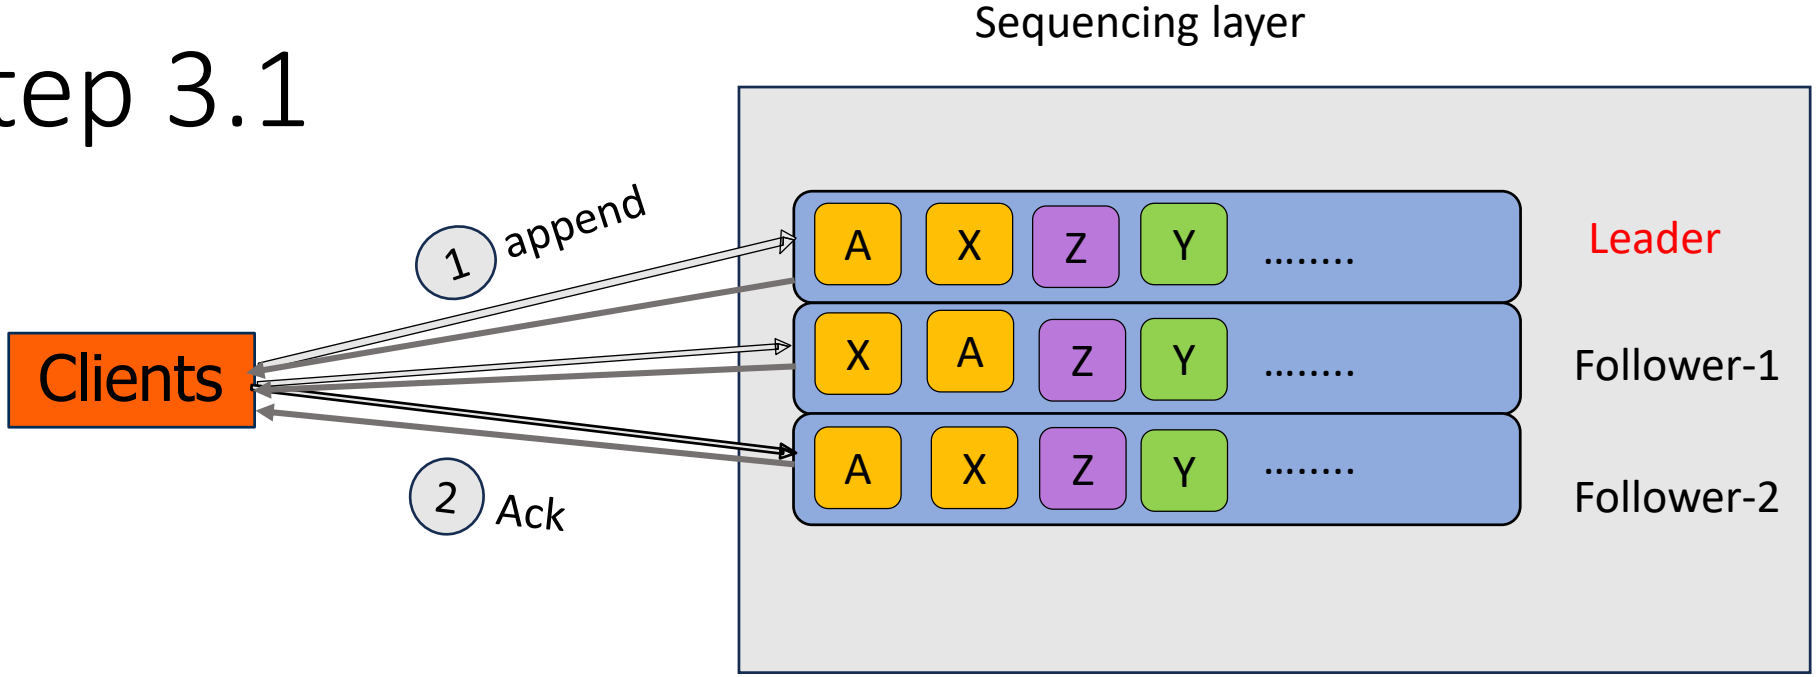 Sequencing layer
tep 3.1
1 append
A X Z Y ........
Leader
Clients
X A Z Y ........
Follower-1
2 Ack
A X Z Y ........
Follower-2